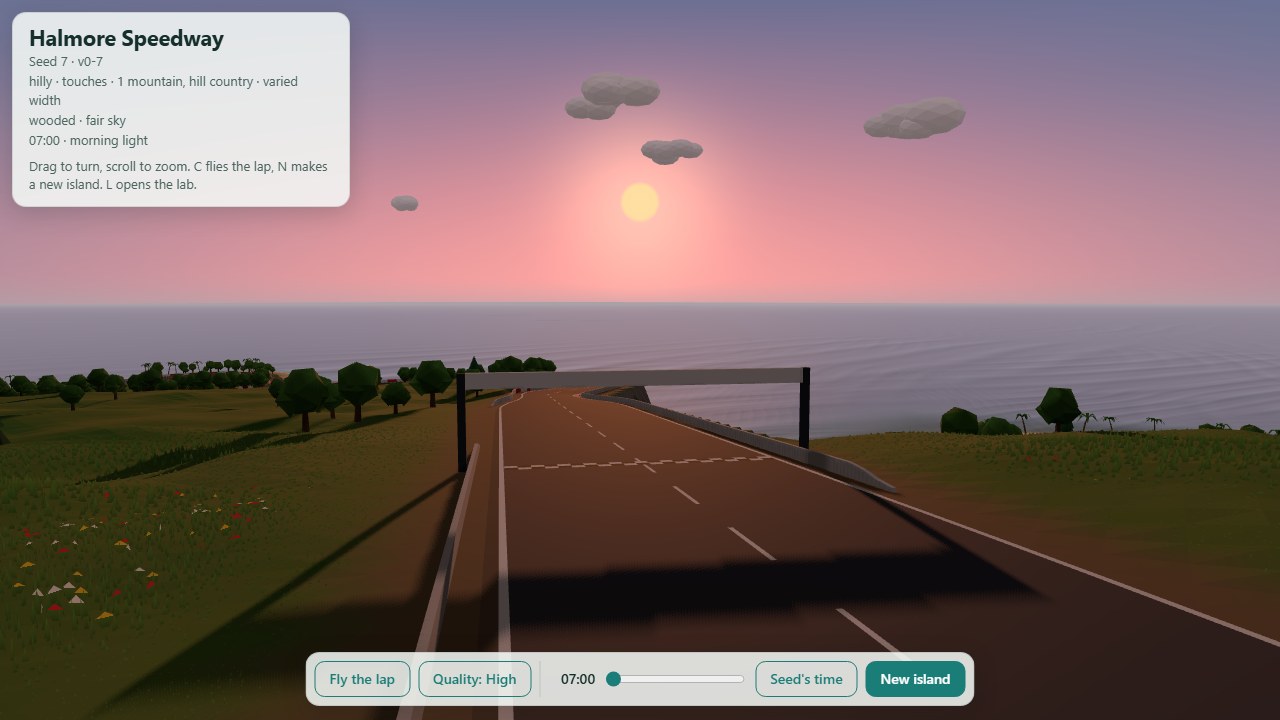 Halmore Speedway
Seed 7 · v0-7
hilly · touches · 1 mountain, hill country · varied
width
wooded · fair sky
07:00 · morning light
Drag to turn, scroll to zoom. C flies the lap, N makes
a new island. L opens the lab.
Fly the lap
Quality: High
07:00
Seed's time
New island